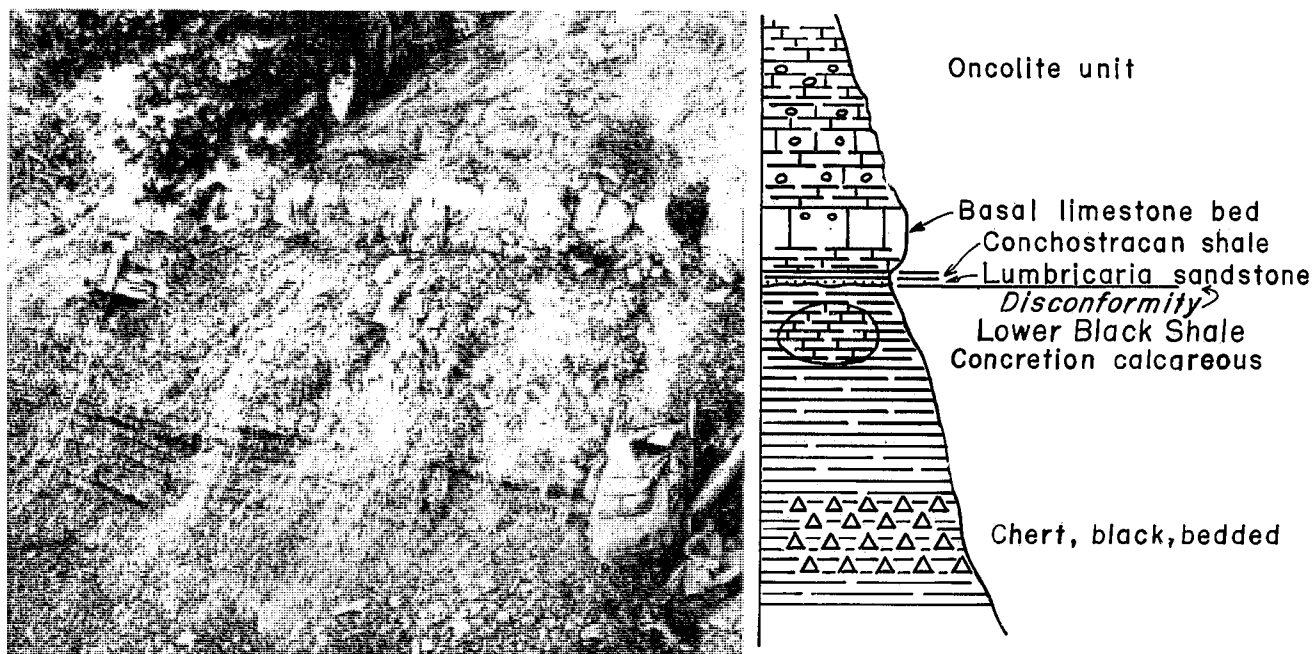 Oncolite unit
Basal limestone bed
Conchostracan shale
Lumbricaria sandstone
Disconformity
Lower Black Shale
Concretion calcareous
Chert, black, bedded